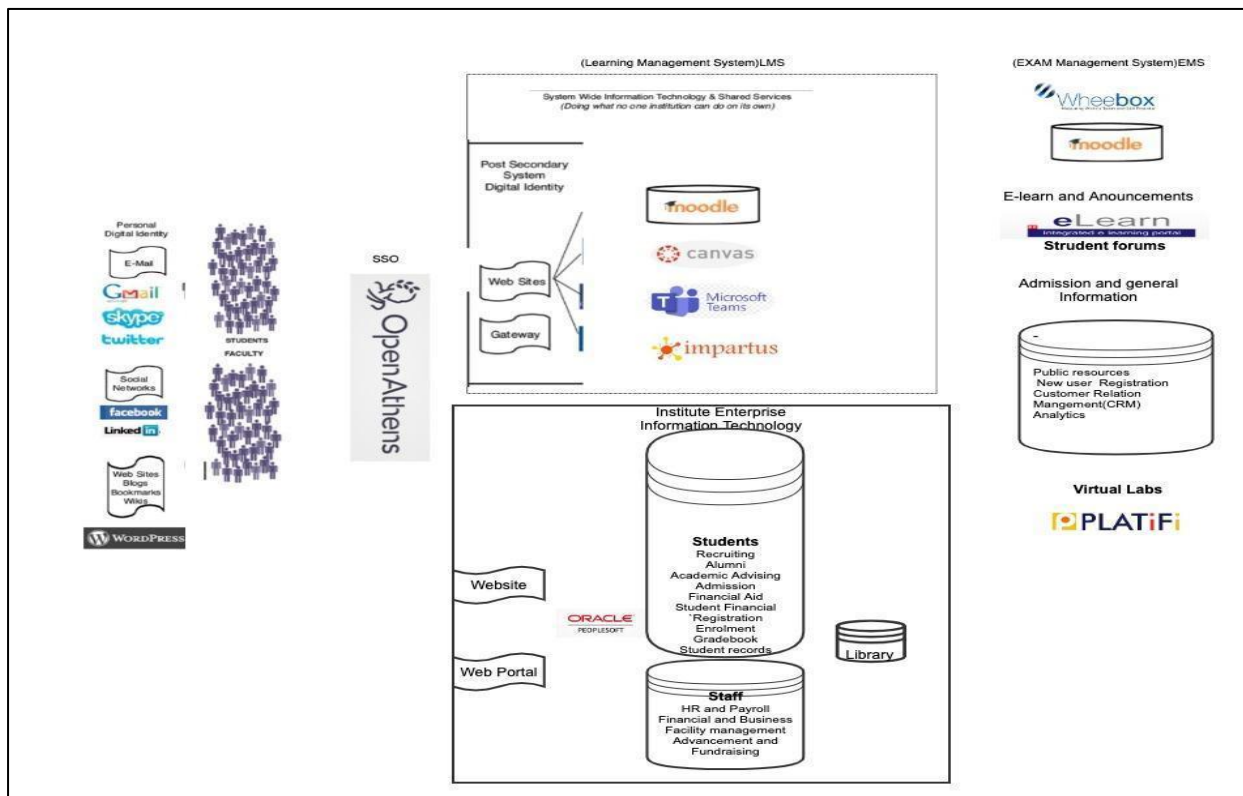 (Learning Management System)LMS
System Wide Information Technology & Shared Services
(Doing what no one institution can do on its own)
Post Secondary
System
Digital Identity
Web Sites
Gateway
moodle
canvas
Microsoft
Teams
impartus
(EXAM Management System)EMS
Wheebox
moodle
E-learn and Anouncements
eLearn
Integrated e learning portal
Strudent forums
Admission and general
Information
-
Public resources
New user Registration
Customer Relation
Mangement(CRM)
Analytics
Virtual Labs
PLATiFi
Personal
Digital Identity
E-Mail
Gmail
skype
twitter
Social
Networks
facebook
Linked in
Web Sites
Blogs
Bookmarks
Wikis
WORDPRESS
STUDENTS
FACULTY
SSO
OpenAthens
Institute Enterprise
Information Technology
Students
Recruiting
Alumni
Academic Advising
Admission
Financial Aid
Student Financial
`Registration
Enrolment
Gradebook
Student records
Website
Web Portal
ORACLE
PEOPLESOFT
Library
Staff
HR and Payroll
Financial and Business
Facility management
Advancement and
Fundraising